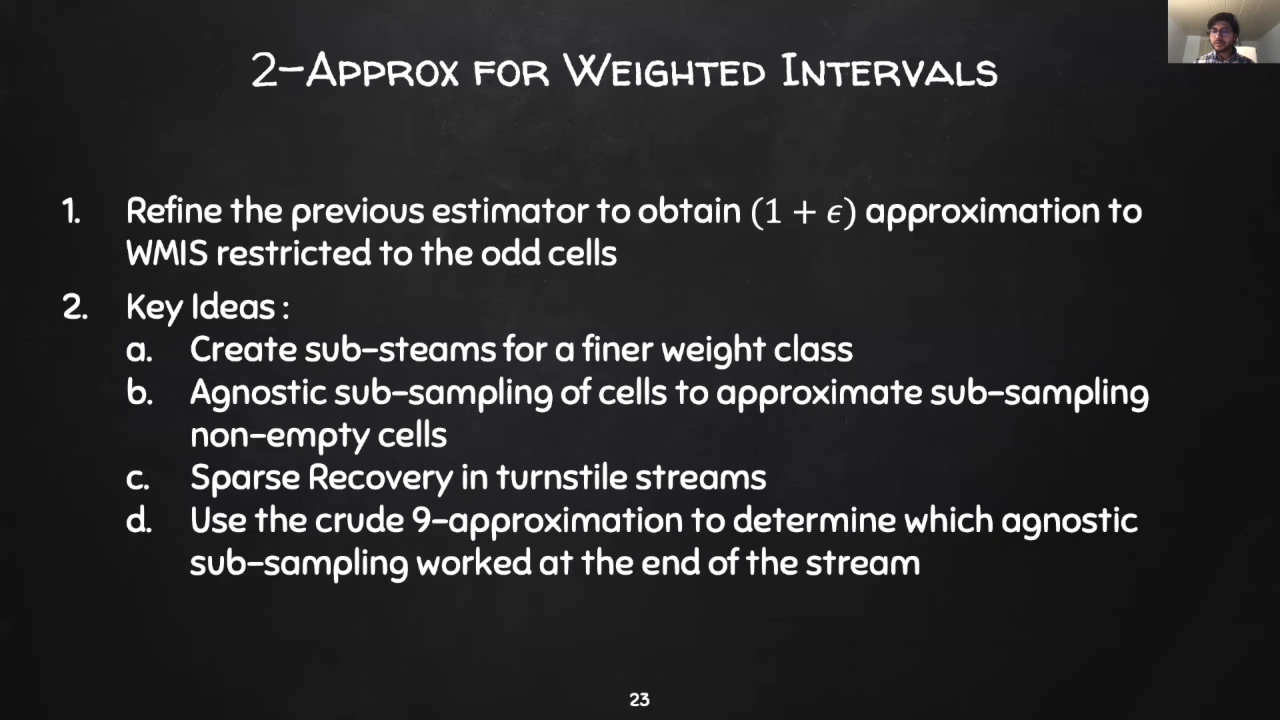 2-Approx for Weighted Intervals
1. Refine the previous estimator to obtain (1 + ϵ) approximation to
WMIS restricted to the odd cells
2. Key Ideas :
a. Create sub-steams for a finer weight class
b. Agnostic sub-sampling of cells to approximate sub-sampling
non-empty cells
c. Sparse Recovery in turnstile streams
d. Use the crude 9-approximation to determine which agnostic
sub-sampling worked at the end of the stream
23